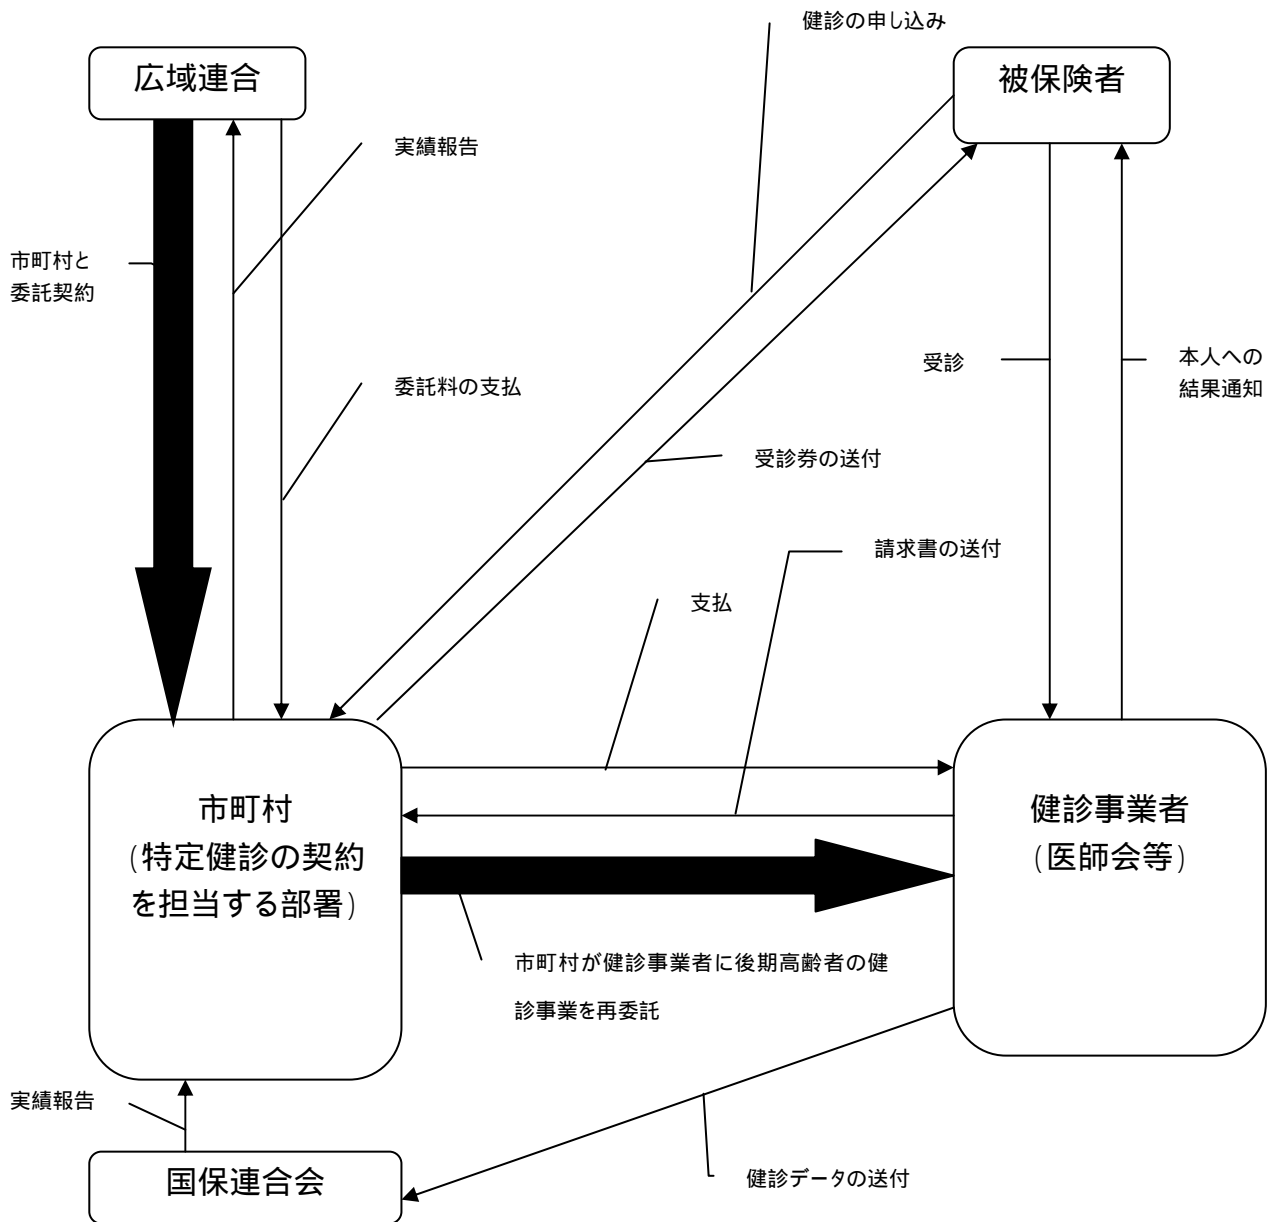 健診の申し込み
広域連合
被保険者
実績報告
市町村と
委託契約
受診
本人への
結果通知
委託料の支払
受診券の送付
請求書の送付
支払
市町村
(特定健診の契約
を担当する部署)
健診事業者
(医師会等)
市町村が健診事業者に後期高齢者の健
診事業を再委託
実績報告
国保連合会
健診データの送付